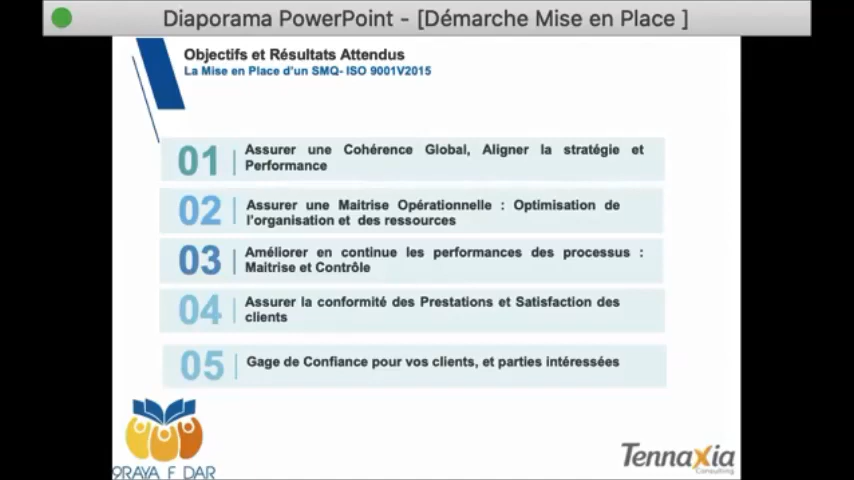 Diaporama PowerPoint - [Démarche Mise en Place ]
Objectifs et Résultats Attendus
La Mise en Place d'un SMQ- ISO 9001V2015
01
Assurer une Cohérence Global, Aligner la stratégie et
Performance
02
Assurer une Maitrise Opérationnelle : Optimisation de
l'organisation et des ressources
03
Améliorer en continue les performances des processus :
Maitrise et Contrôle
04
Assurer la conformité des Prestations et Satisfaction des
clients
05
Gage de Confiance pour vos clients, et parties intéressées
9RAYA F DAR
Tennaxia
Consulting